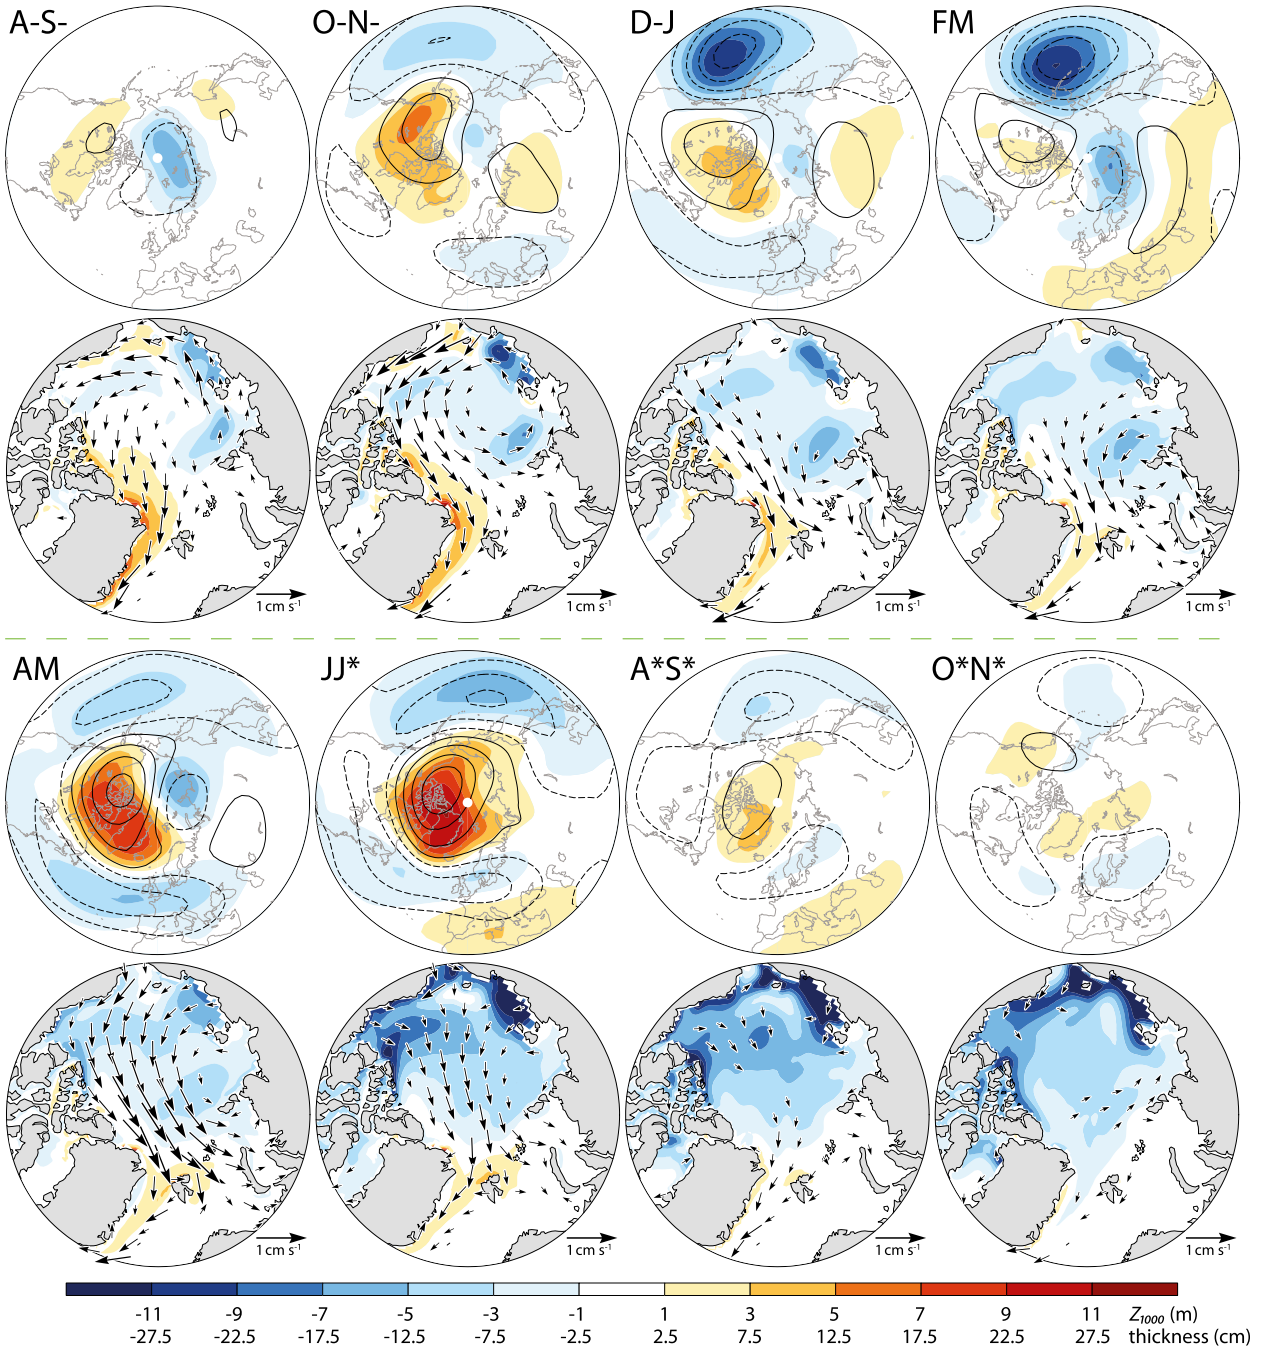 A-S- O-N- D-J FM
1 cm s⁻¹ 1 cm s⁻¹ 1 cm s⁻¹ 1 cm s⁻¹
AM JJ* A*S* O*N*
1 cm s⁻¹ 1 cm s⁻¹ 1 cm s⁻¹ 1 cm s⁻¹
-11 -9 -7 -5 -3 -1 1 3 5 7 9 11 Z₁₀₀₀ (m)
-27.5 -22.5 -17.5 -12.5 -7.5 -2.5 2.5 7.5 12.5 17.5 22.5 27.5 thickness (cm)